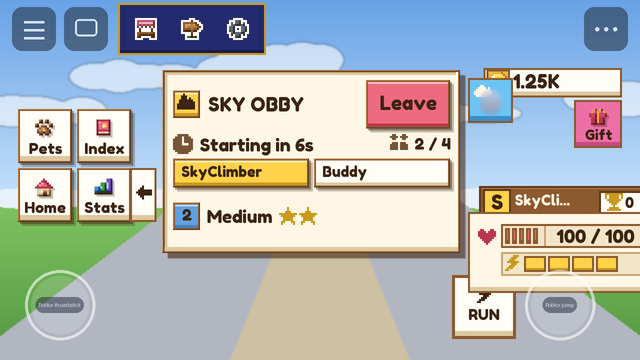 SKY OBBY
Leave
Starting in 6s
2 / 4
SkyClimber
Buddy
2
Medium
Pets
Index
Home
Stats
1.25K
Gift
S
SkyCli...
0
100 / 100
RUN
Roblox thumbstick
Roblox jump